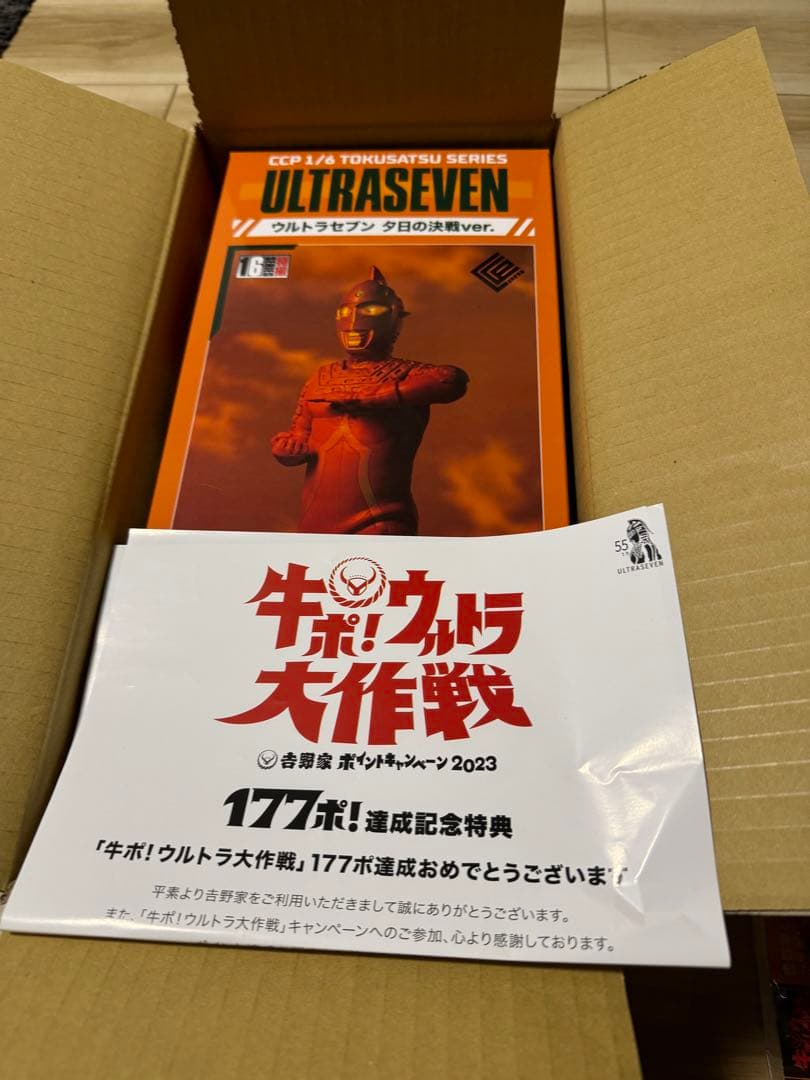 CCP 1/6 TOKUSATSU SERIES
ULTRASEVEN
ウルトラセブン 夕日の決戦ver.
1/6
特撮
55
ULTRASEVEN
牛ポ!ウルトラ
大作戦
吉野家 ポイントキャンペーン2023
177ポ!達成記念特典
「牛ポ!ウルトラ大作戦」177ポ達成おめでとうございます
平素より吉野家をご利用いただきまして誠にありがとうございます。
また、「牛ポ!ウルトラ大作戦」キャンペーンへのご参加、心より感謝しております。